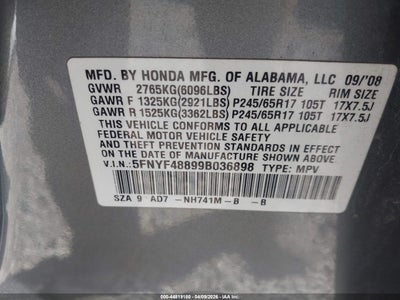 MFD. BY HONDA MFG. OF ALABAMA, LLC 09/'08
GVWR 2765KG(6096LBS) TIRE SIZE RIM SIZE
GAWR F 1325KG(2921LBS) P245/65R17 105T 17X7.5J
GAWR R 1525KG(3362LBS) P245/65R17 105T 17X7.5J
THIS VEHICLE CONFORMS TO ALL APPLICABLE
FEDERAL MOTOR VEHICLE SAFETY
AND THEFT PREVENTION STANDARDS IN EFFECT ON
THE DATE OF MANUFACTURE SHOWN ABOVE.
V.I.N.: 5FNYF48899B036898 TYPE: MPV
SZA 9 AD7 -NH741M-B -B
000-44819160 - 04/09/2026 - IAAI.COM